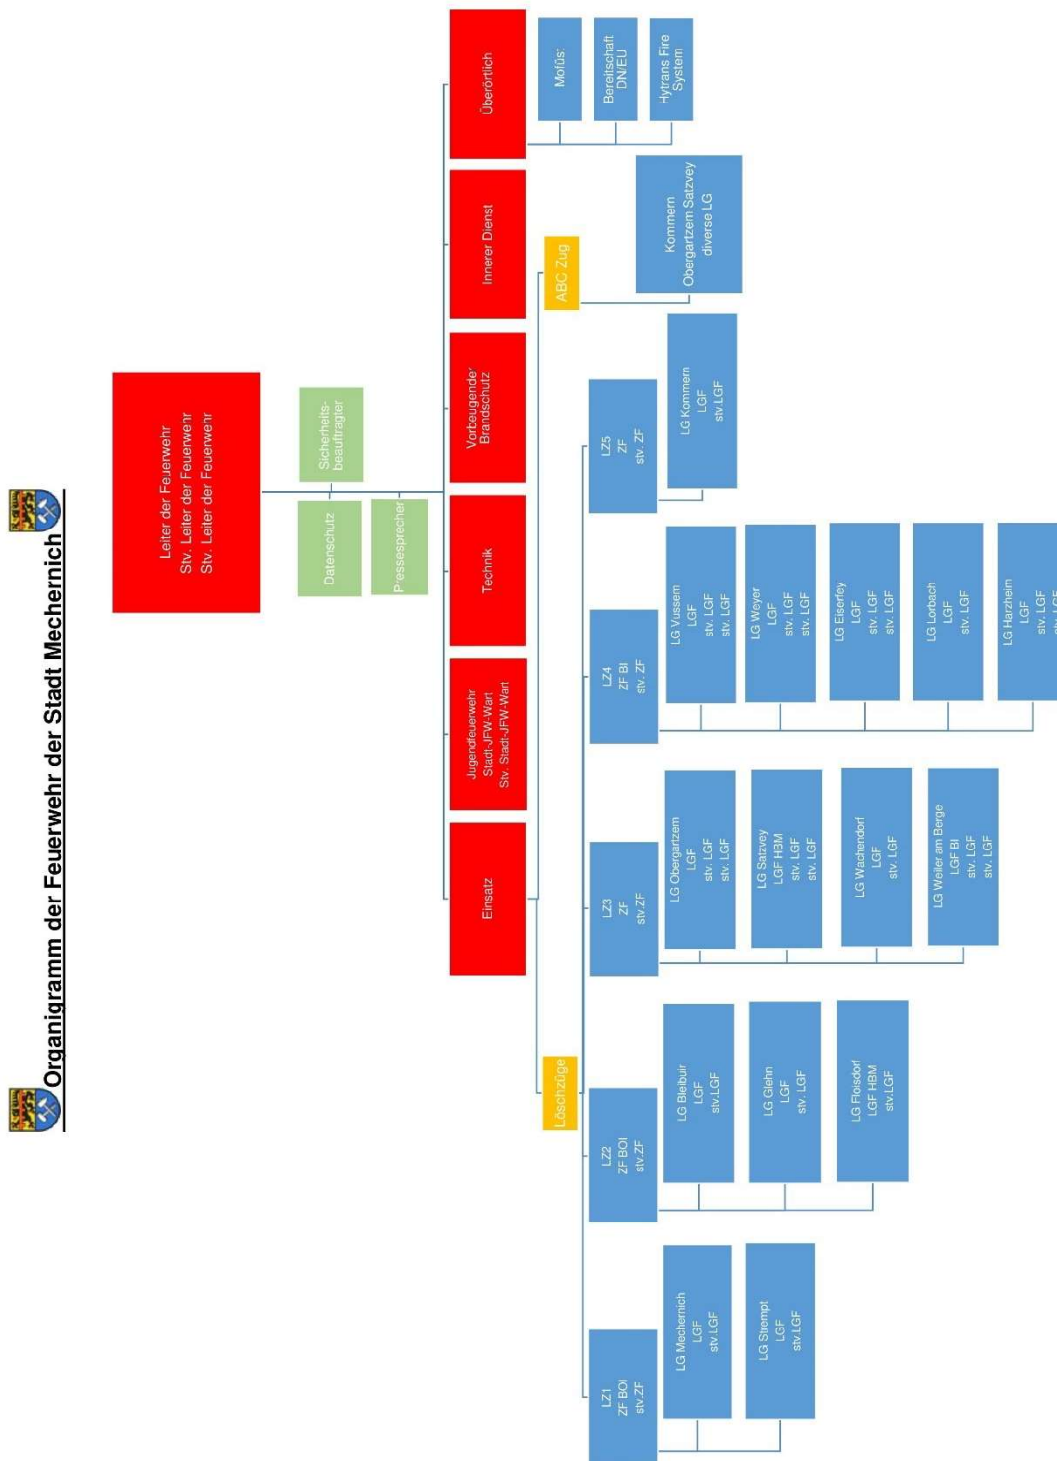 Organigramm der Feuerwehr der Stadt Mechernich
Leiter der Feuerwehr
Stv. Leiter der Feuerwehr
Stv. Leiter der Feuerwehr
Datenschutz
Sicherheits-
beauftragter
Pressesprecher
Einsatz
Jugendfeuerwehr
Stadt-JFW-Wart
Stv. Stadt-JFW-Wart
Technik
Vorbeugender
Brandschutz
Innerer Dienst
Überörtlich
Mofüs:
Bereitschaft
DN/EU
Hytrans Fire
System
Löschzüge
ABC Zug
Kommern
Obergartzem Satzvey
diverse LG
LZ1
ZF BOI
stv.ZF
LG Mechernich
LGF
stv.LGF
LG Strempt
LGF
stv.LGF
LZ2
ZF BOI
stv.ZF
LG Bleibuir
LGF
stv.LGF
LG Glehn
LGF
stv. LGF
LG Floisdorf
LGF HBM
stv.LGF
LZ3
ZF
stv.ZF
LG Obergartzem
LGF
stv. LGF
stv. LGF
LG Satzvey
LGF HBM
stv. LGF
stv. LGF
LG Wachendorf
LGF
stv. LGF
LG Weiler am Berge
LGF BI
stv. LGF
stv. LGF
LZ4
ZF BI
stv. ZF
LG Vussem
LGF
stv. LGF
stv. LGF
LG Weyer
LGF
stv. LGF
stv. LGF
LG Eiserfey
LGF
stv. LGF
stv. LGF
LG Lorbach
LGF
stv. LGF
LG Harzheim
LGF
stv. LGF
stv. LGF
LZ5
ZF
stv. ZF
LG Kommern
LGF
stv.LGF